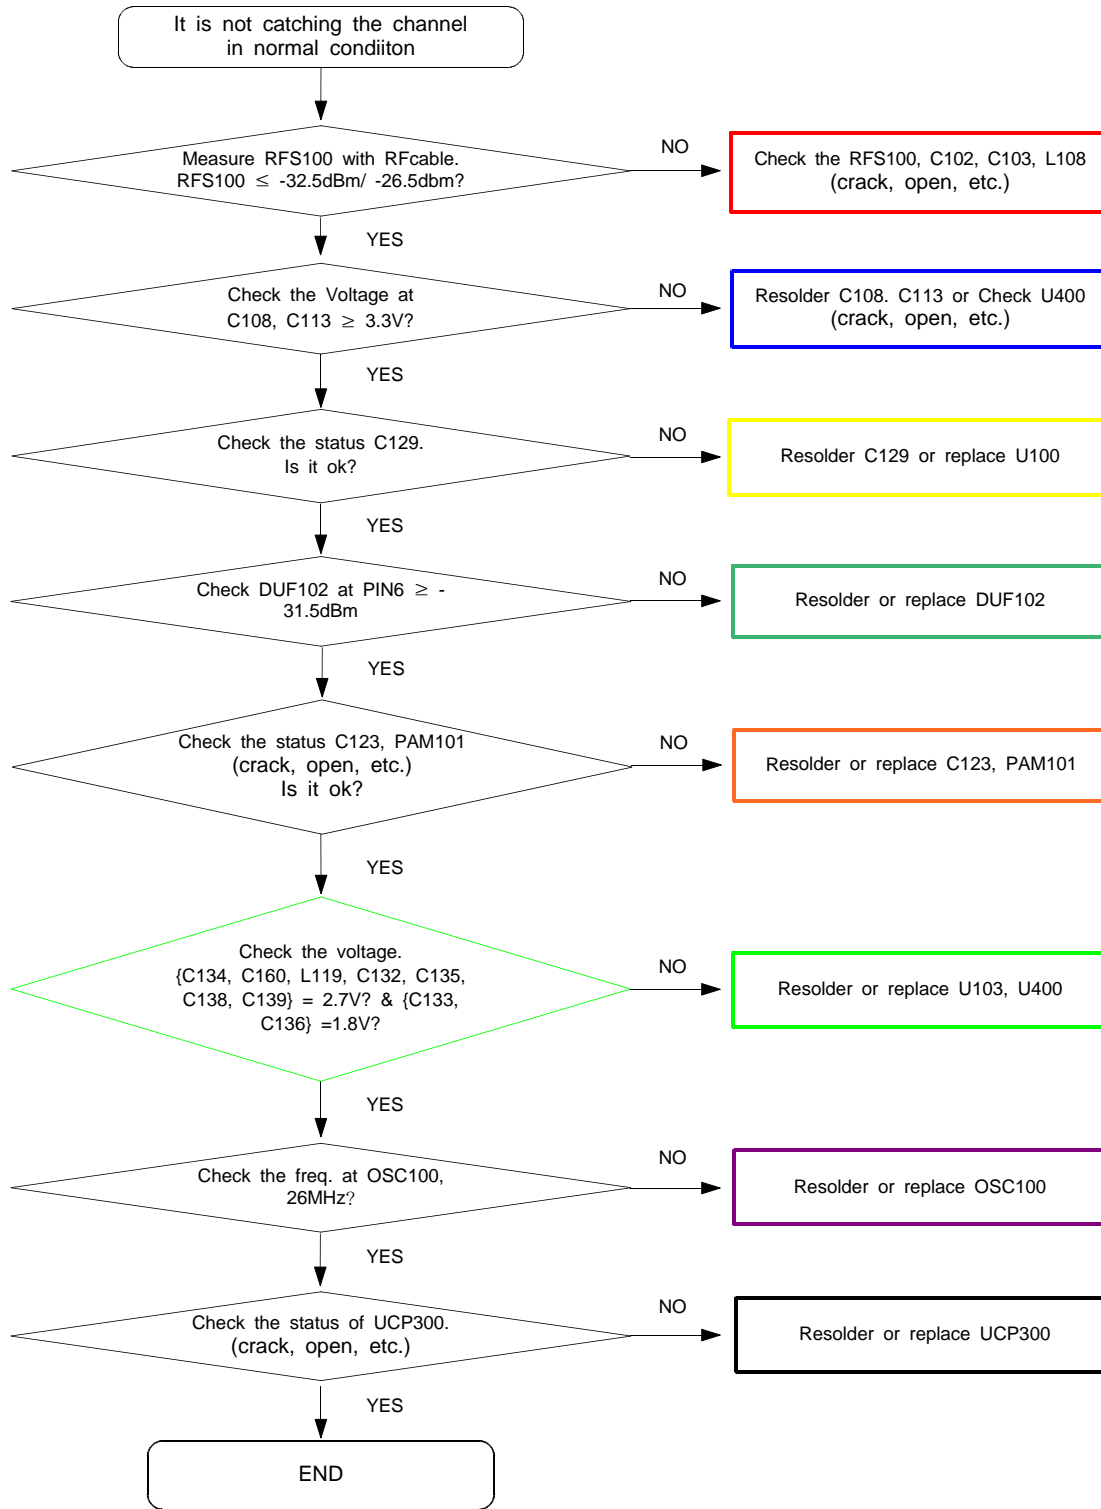 It is not catching the channel
in normal condiiton
Measure RFS100 with RFcable.
RFS100 ≤ -32.5dBm/ -26.5dbm?
NO
Check the RFS100, C102, C103, L108
(crack, open, etc.)
YES
Check the Voltage at
C108, C113 ≥ 3.3V?
NO
Resolder C108. C113 or Check U400
(crack, open, etc.)
YES
Check the status C129.
Is it ok?
NO
Resolder C129 or replace U100
YES
Check DUF102 at PIN6 ≥ -
31.5dBm
NO
Resolder or replace DUF102
YES
Check the status C123, PAM101
(crack, open, etc.)
Is it ok?
NO
Resolder or replace C123, PAM101
YES
Check the voltage.
{C134, C160, L119, C132, C135,
C138, C139} = 2.7V? & {C133,
C136} =1.8V?
NO
Resolder or replace U103, U400
YES
Check the freq. at OSC100,
26MHz?
NO
Resolder or replace OSC100
YES
Check the status of UCP300.
(crack, open, etc.)
NO
Resolder or replace UCP300
YES
END